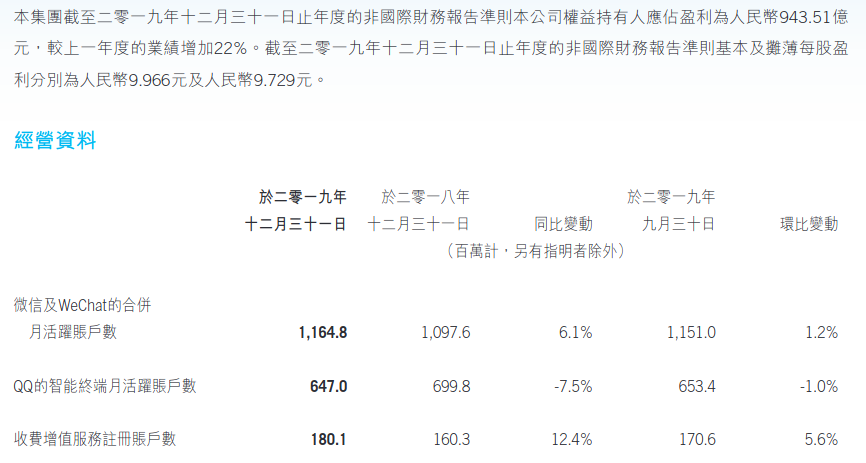 本集團截至二零一九年十二月三十一日止年度的非國際財務報告準則本公司權益持有人應佔盈利為人民幣943.51億
元，較上一年度的業績增加22%。截至二零一九年十二月三十一日止年度的非國際財務報告準則基本及攤薄每股盈
利分別為人民幣9.966元及人民幣9.729元。
經營資料
於二零一九年 於二零一八年 於二零一九年
十二月三十一日 十二月三十一日 同比變動 九月三十日 環比變動
（百萬計，另有指明者除外）
微信及WeChat的合併
月活躍賬戶數 1,164.8 1,097.6 6.1% 1,151.0 1.2%
QQ的智能終端月活躍賬戶數 647.0 699.8 -7.5% 653.4 -1.0%
收費增值服務註冊賬戶數 180.1 160.3 12.4% 170.6 5.6%